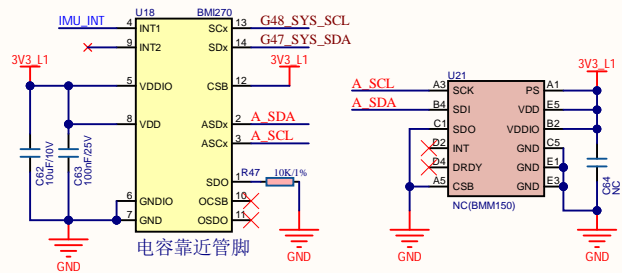 U18 BMI270
IMU_INT 4 INT1 SCx 13 G48_SYS_SCL
9 INT2 SDx 14 G47_SYS_SDA
3V3_L1 3V3_L1
5 VDDIO CSB 12
8 VDD ASDx 2 A_SDA
ASCx 3 A_SCL
C62 10uF/10V
C63 100nF/25V
SDO 1 R47 10K/1%
6 GNDIO OCSB 10
7 GND OSDO 11
GND
电容靠近管脚
GND
U21
3V3_L1
A_SCL A3 SCK PS A1
A_SDA B4 SDI VDD E5
C1 SDO VDDIO B2
D2 INT GND C5
D4 DRDY GND E1
A5 CSB GND E3
NC(BMM150)
C64 NC
GND
GND